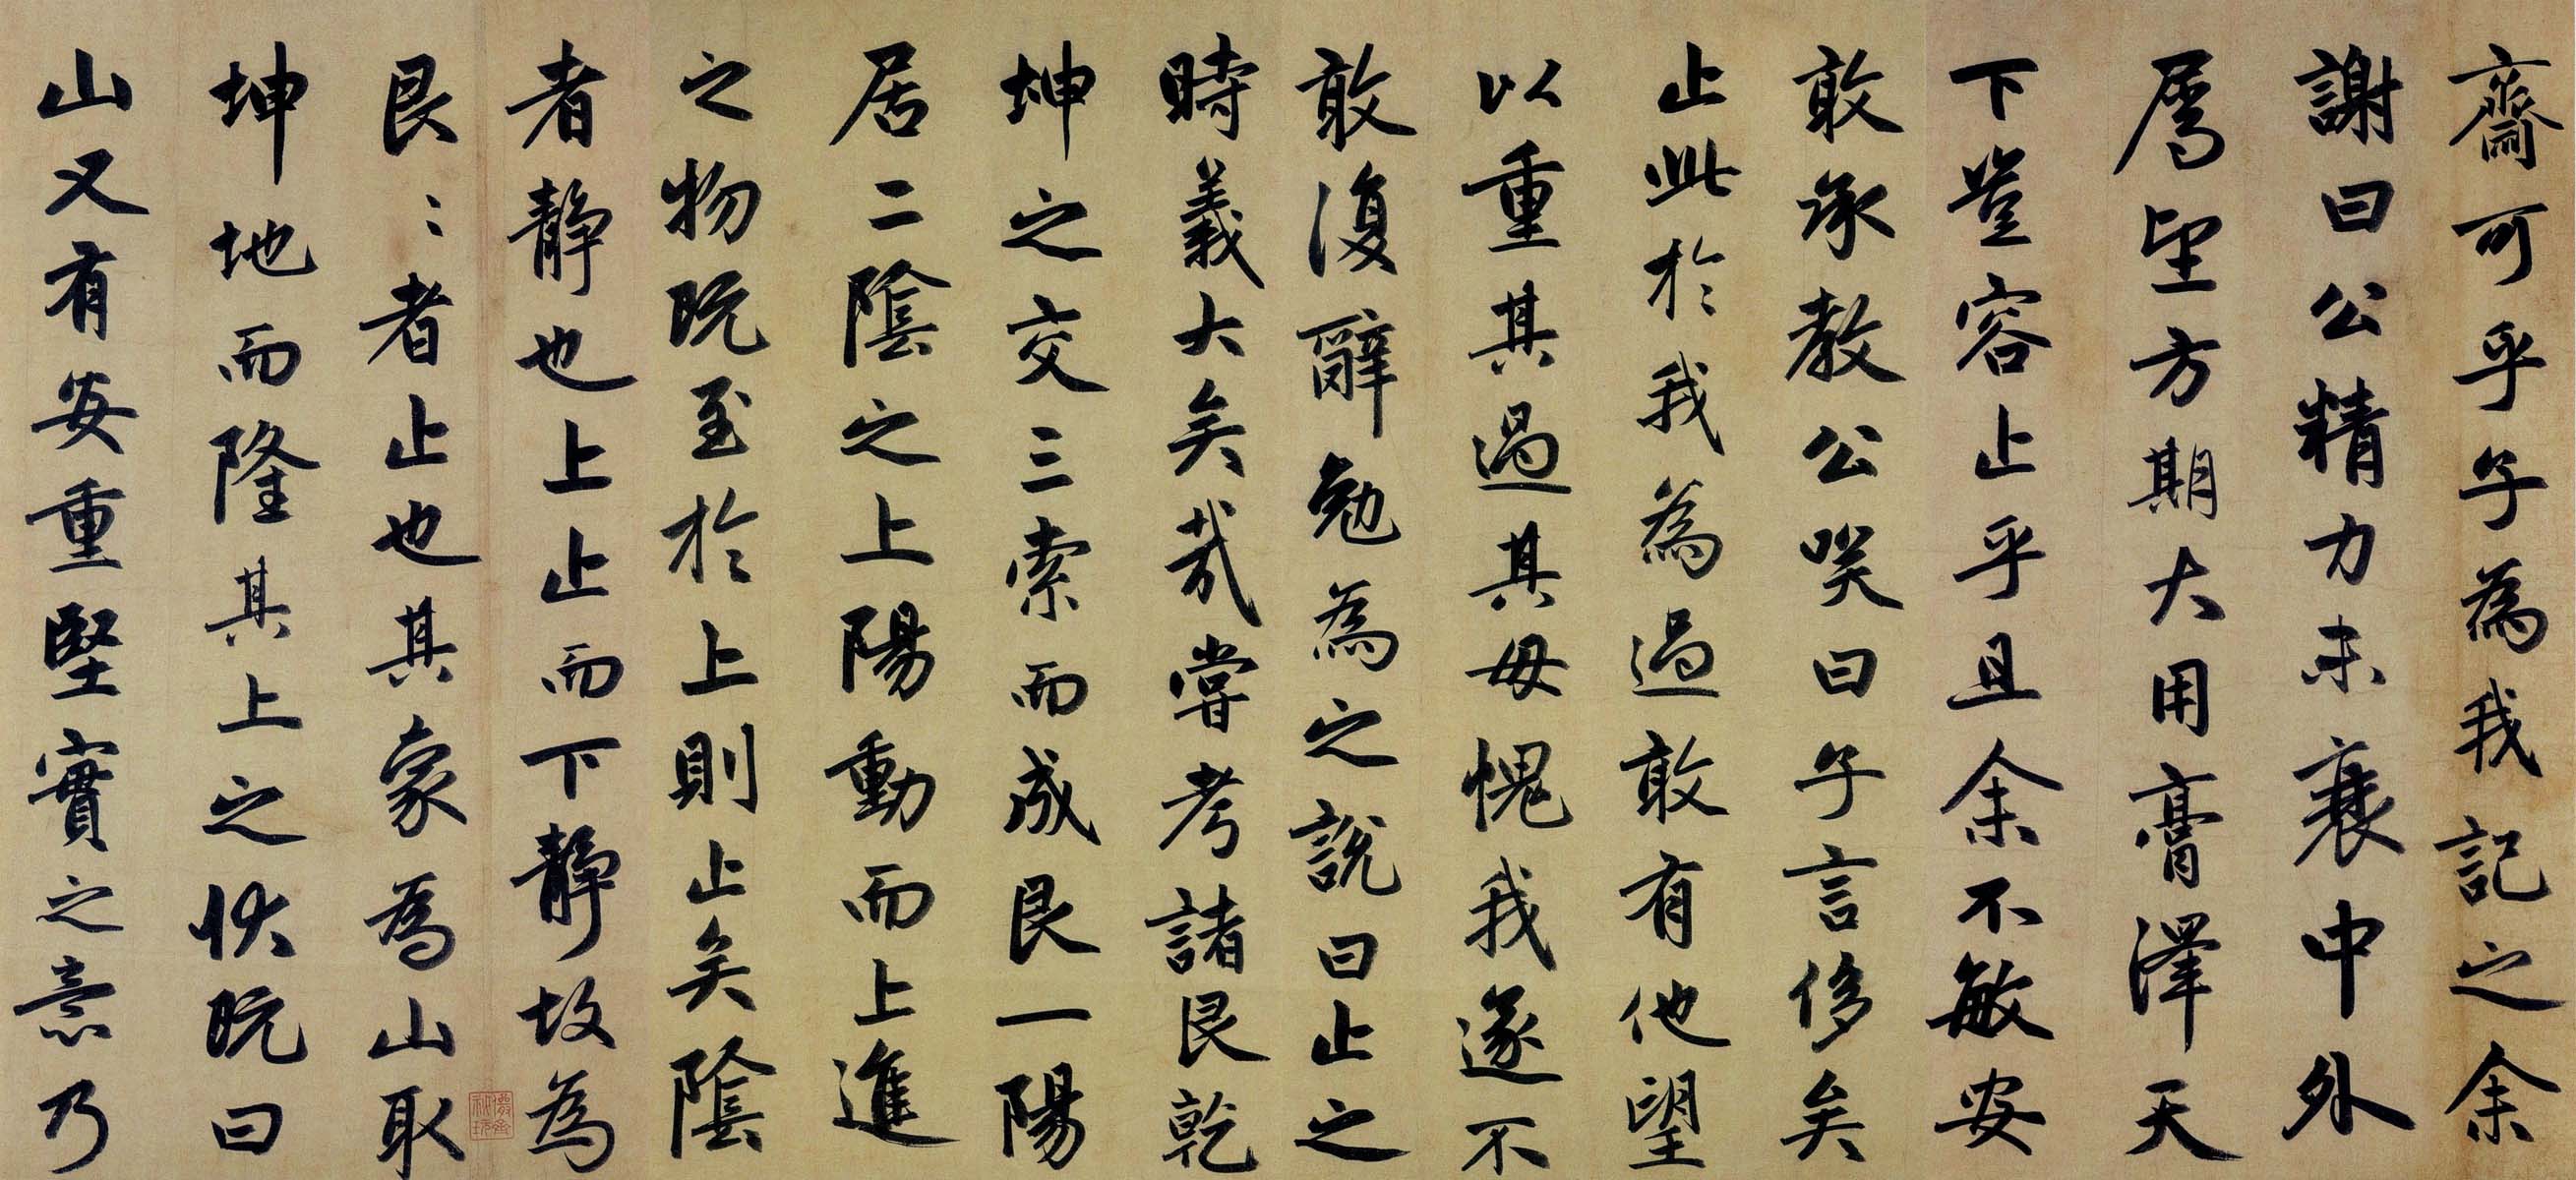 齋可乎子為我記之余
謝曰公精力未衰中外
屬望方期大用膏澤天
下豈容止乎且余不敏安
敢承教公笑曰子言侈矣
止此於我為過敢有他望
以重其過其毋愧我遂不
敢復辭勉為之說曰止之
時義大矣哉嘗考諸艮乾
坤之交三索而成艮一陽
居二陰之上陽動而上進
之物既至於上則止矣陰
者靜也上止而下靜故為
艮〻者止也其象為山取
坤地而隆其上之狀既曰
山又有安重堅實之意乃